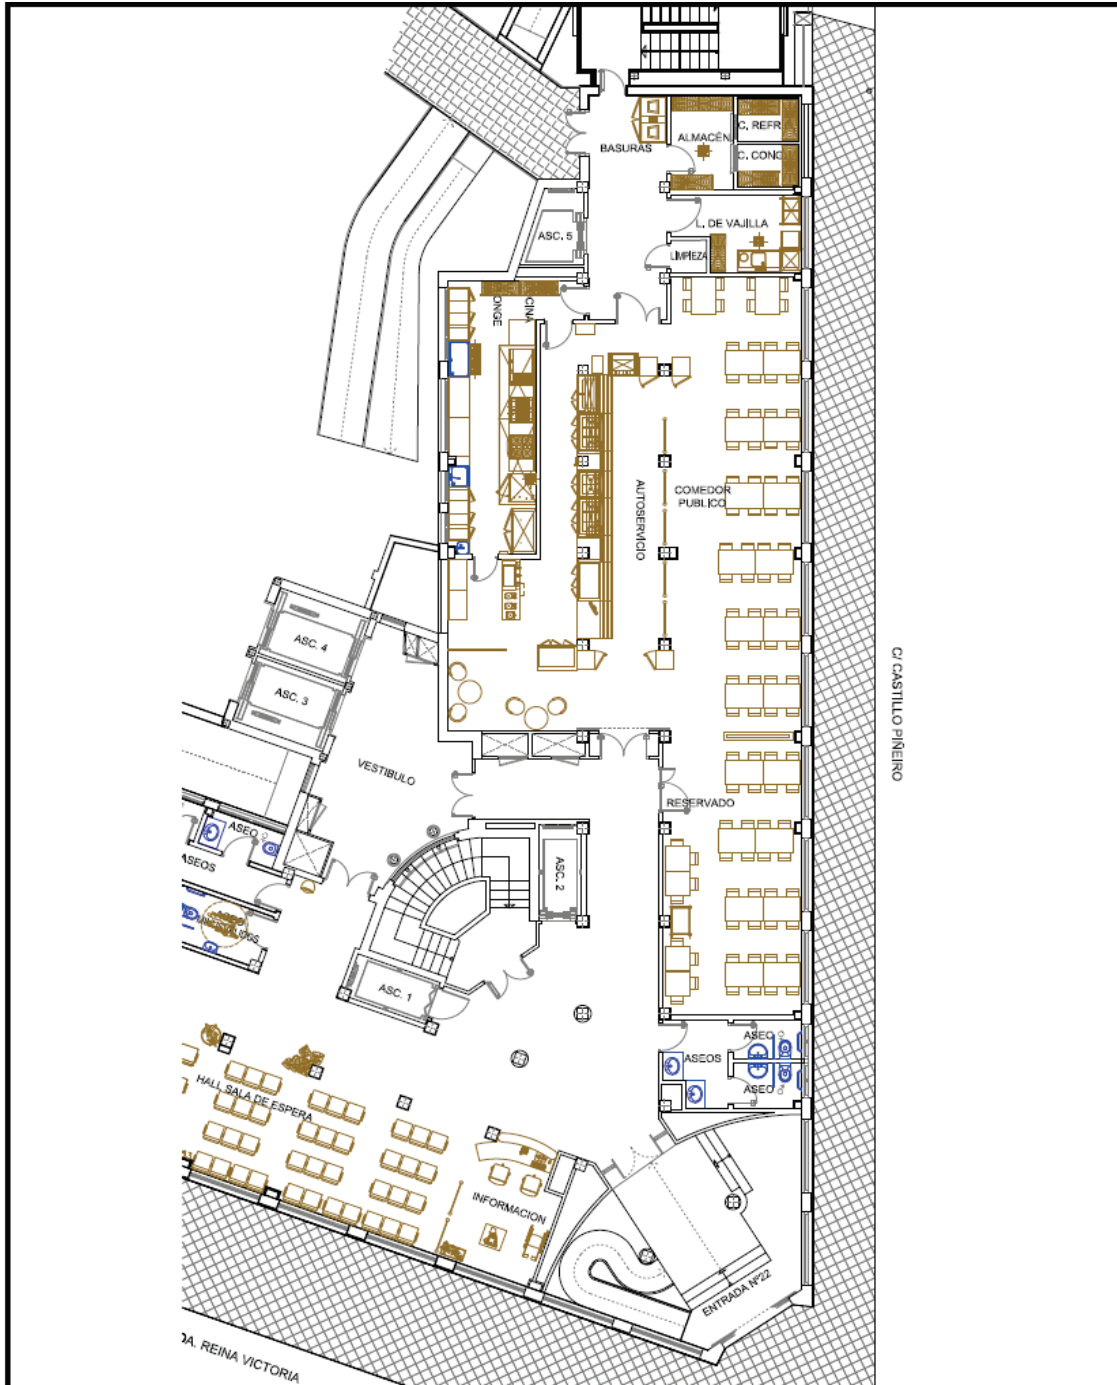 BASURAS
ALMACÉN
C, REFR
C. CONG
ASC. 5
L. DE VAJILLA
LIMPIEZA
CINA
ONGE
AUTOSERVICIO
COMEDOR
PUBLICO
ASC. 4
ASC. 3
VESTIBULO
C/ CASTILLO PIÑEIRO
RESERVADO
ASEO
ASEOS
ASC. 2
ASC. 1
ASEO
ASEOS
ASEO
HALL SALA DE ESPERA
INFORMACION
ENTRADA Nº22
DA. REINA VICTORIA